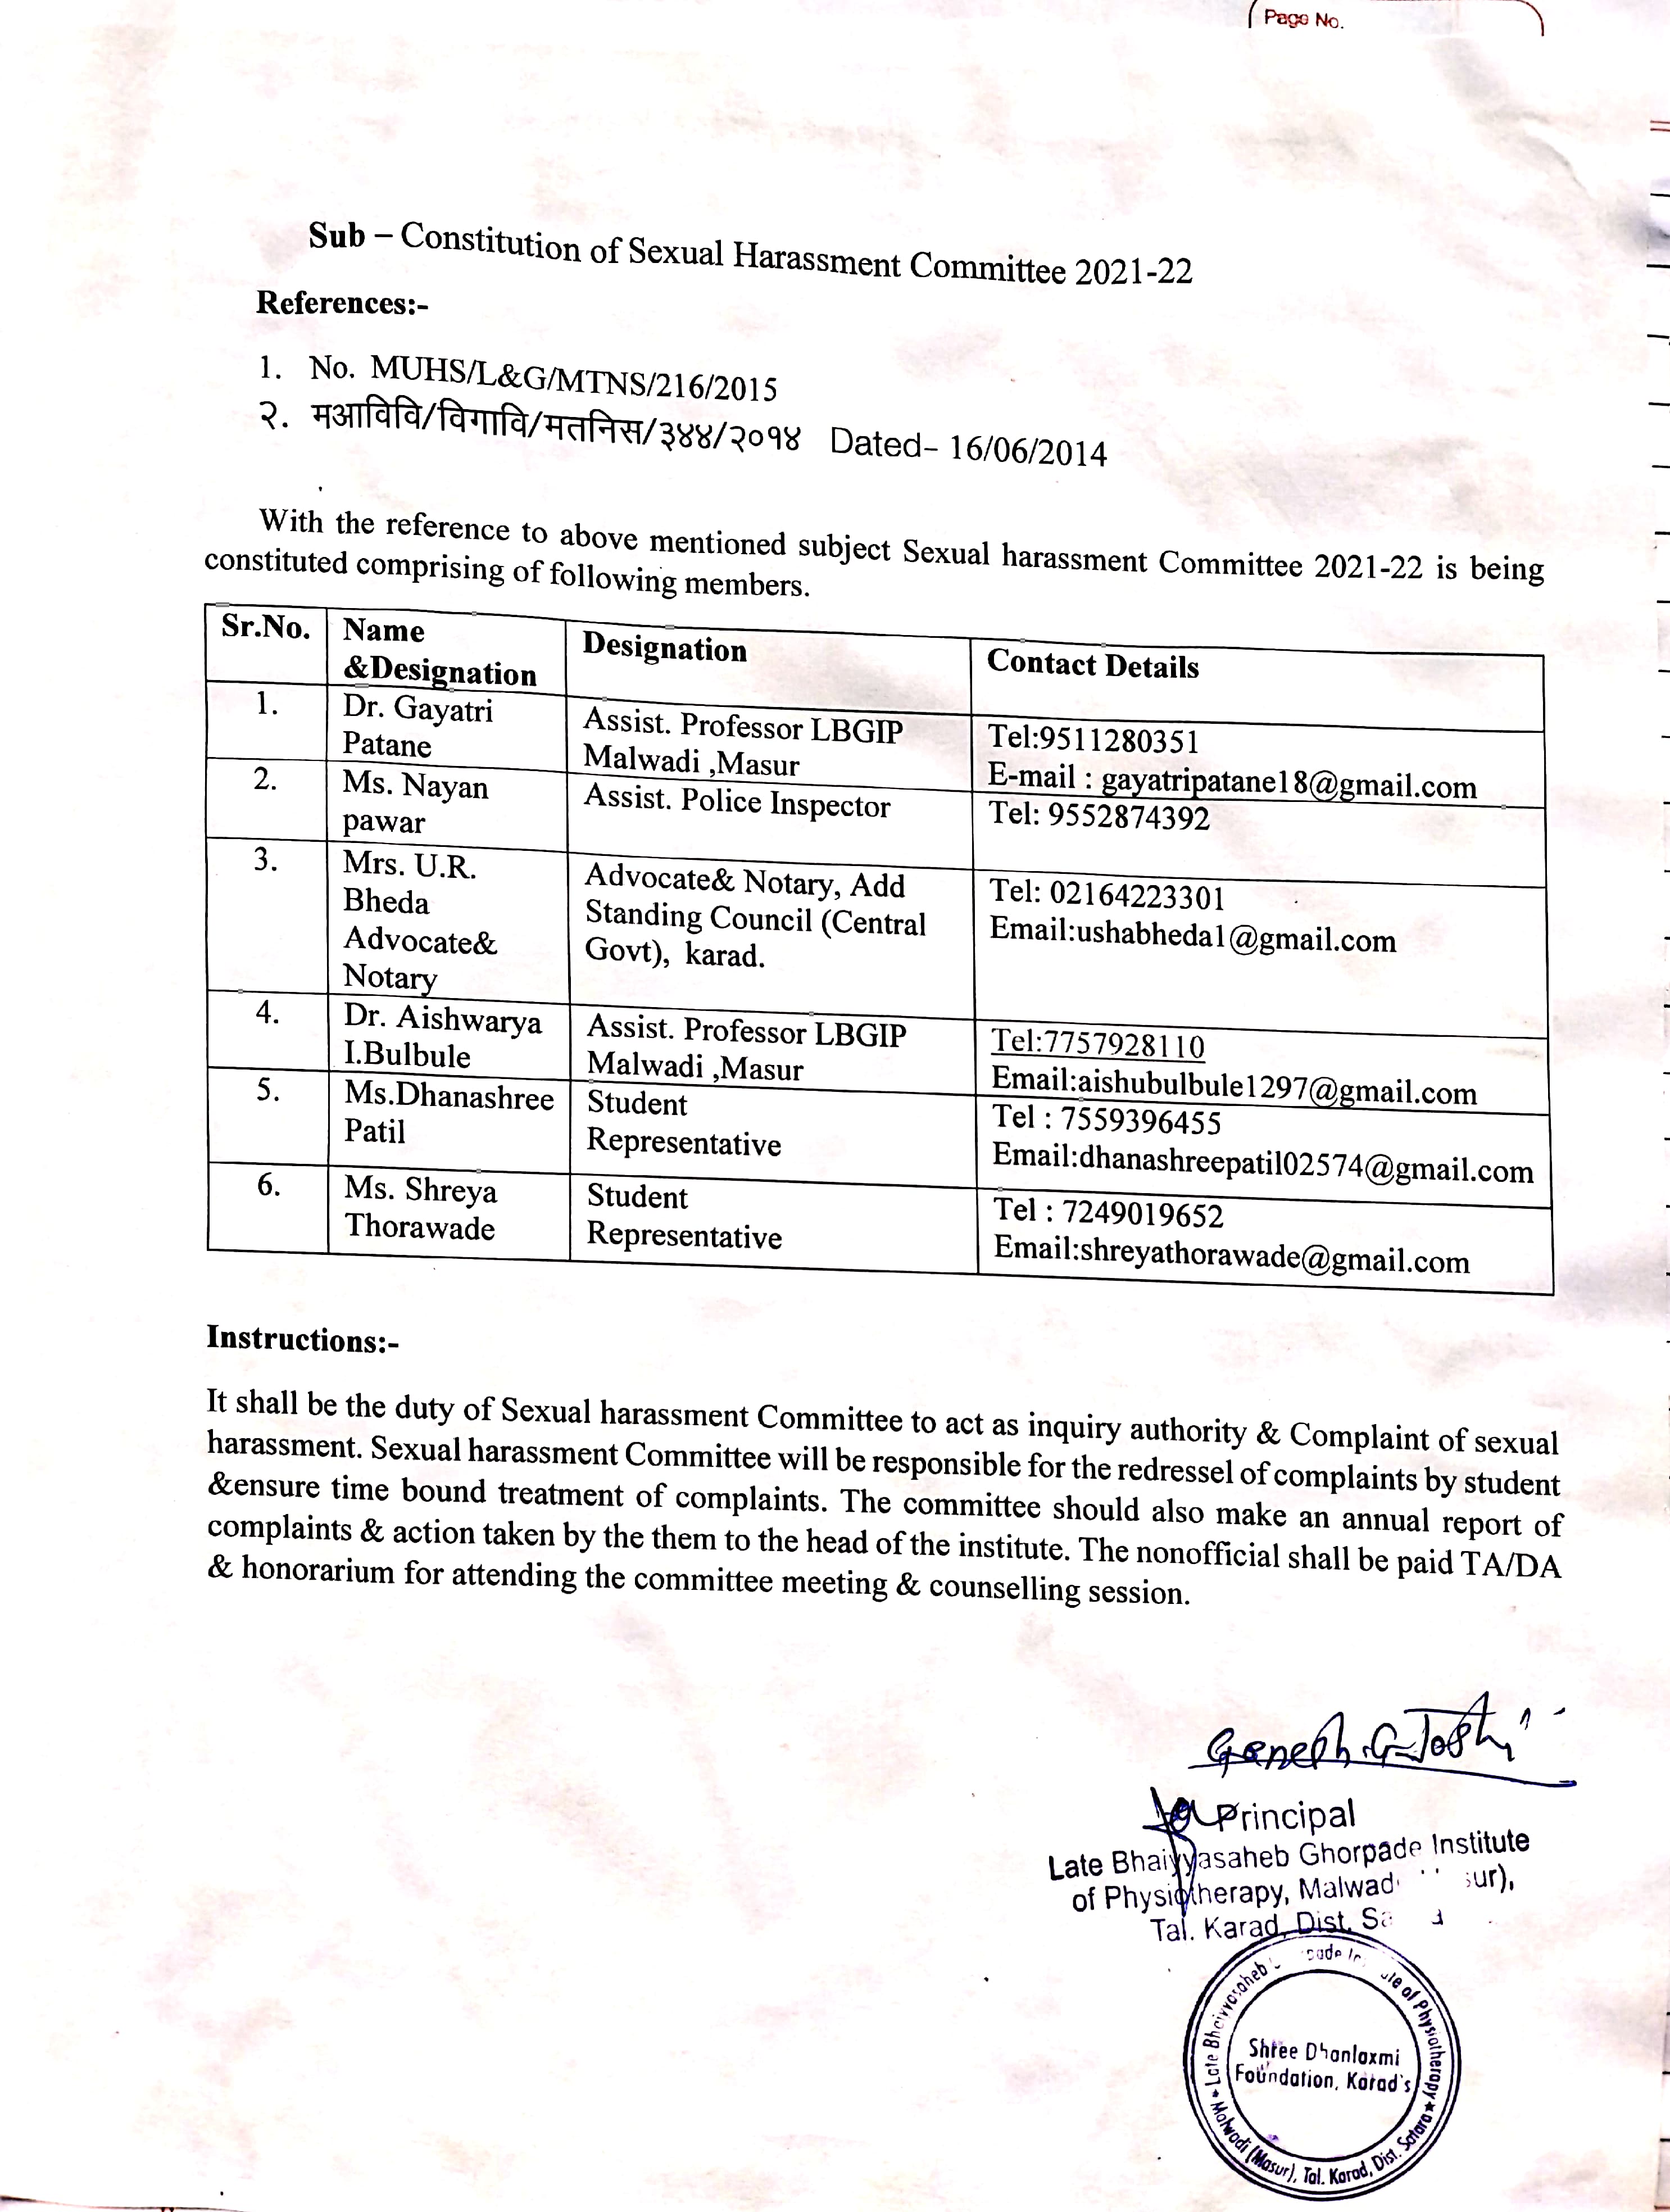 Page No.
Sub – Constitution of Sexual Harassment Committee 2021-22
References:-
1. No. MUHS/L&G/MTNS/216/2015
२. मआविवि/विगावि/मतनिस/३४४/२०१४ Dated- 16/06/2014
With the reference to above mentioned subject Sexual harassment Committee 2021-22 is being
constituted comprising of following members.
Sr.No. Name &Designation Designation Contact Details
1. Dr. Gayatri Patane Assist. Professor LBGIP Malwadi ,Masur Tel:9511280351 E-mail : gayatripatane18@gmail.com
2. Ms. Nayan pawar Assist. Police Inspector Tel: 9552874392
3. Mrs. U.R. Bheda Advocate& Notary Advocate& Notary, Add Standing Council (Central Govt), karad. Tel: 02164223301 Email:ushabheda1@gmail.com
4. Dr. Aishwarya I.Bulbule Assist. Professor LBGIP Malwadi ,Masur Tel:7757928110 Email:aishubulbule1297@gmail.com
5. Ms.Dhanashree Patil Student Representative Tel : 7559396455 Email:dhanashreepatil02574@gmail.com
6. Ms. Shreya Thorawade Student Representative Tel : 7249019652 Email:shreyathorawade@gmail.com
Instructions:-
It shall be the duty of Sexual harassment Committee to act as inquiry authority & Complaint of sexual
harassment. Sexual harassment Committee will be responsible for the redressel of complaints by student
&ensure time bound treatment of complaints. The committee should also make an annual report of
complaints & action taken by the them to the head of the institute. The nonofficial shall be paid TA/DA
& honorarium for attending the committee meeting & counselling session.
Ganesh.G.Joshi
for Principal
Late Bhaiyyasaheb Ghorpade Institute
of Physiotherapy,
Tal. Karad, Dist.
Late Bhaiyyasaheb of Physiotherapy
Shree Dhanlaxmi
Foundation, Karad's
Malwadi (Masur), Tal. Karad, Dist. Satara